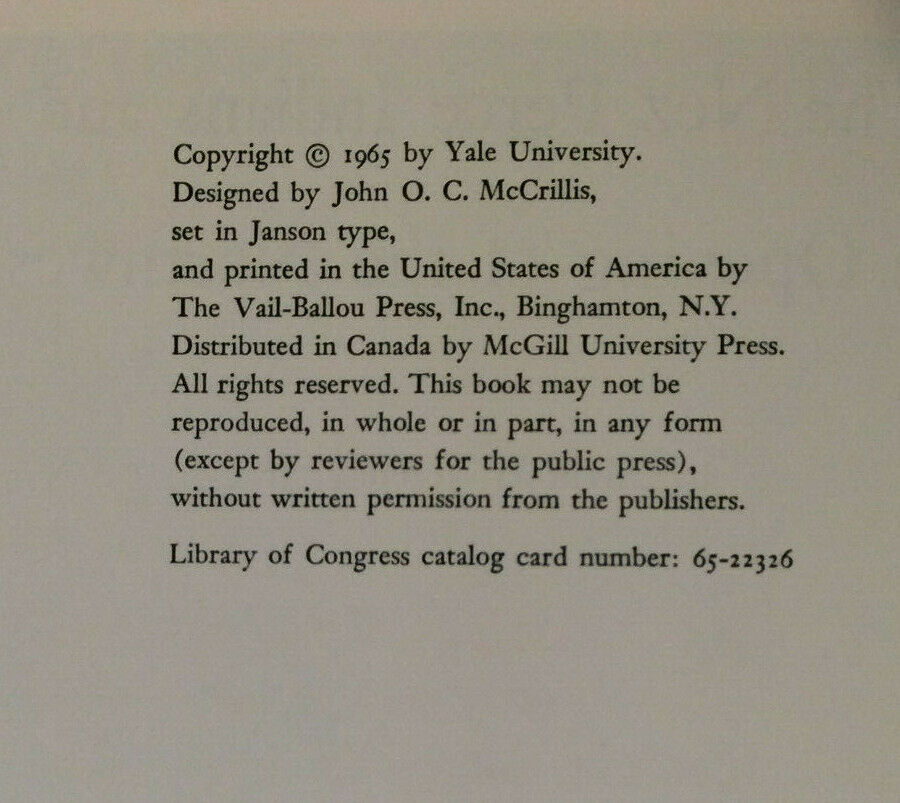 Copyright © 1965 by Yale University.
Designed by John O. C. McCrillis,
set in Janson type,
and printed in the United States of America by
The Vail-Ballou Press, Inc., Binghamton, N.Y.
Distributed in Canada by McGill University Press.
All rights reserved. This book may not be
reproduced, in whole or in part, in any form
(except by reviewers for the public press),
without written permission from the publishers.
Library of Congress catalog card number: 65-22326